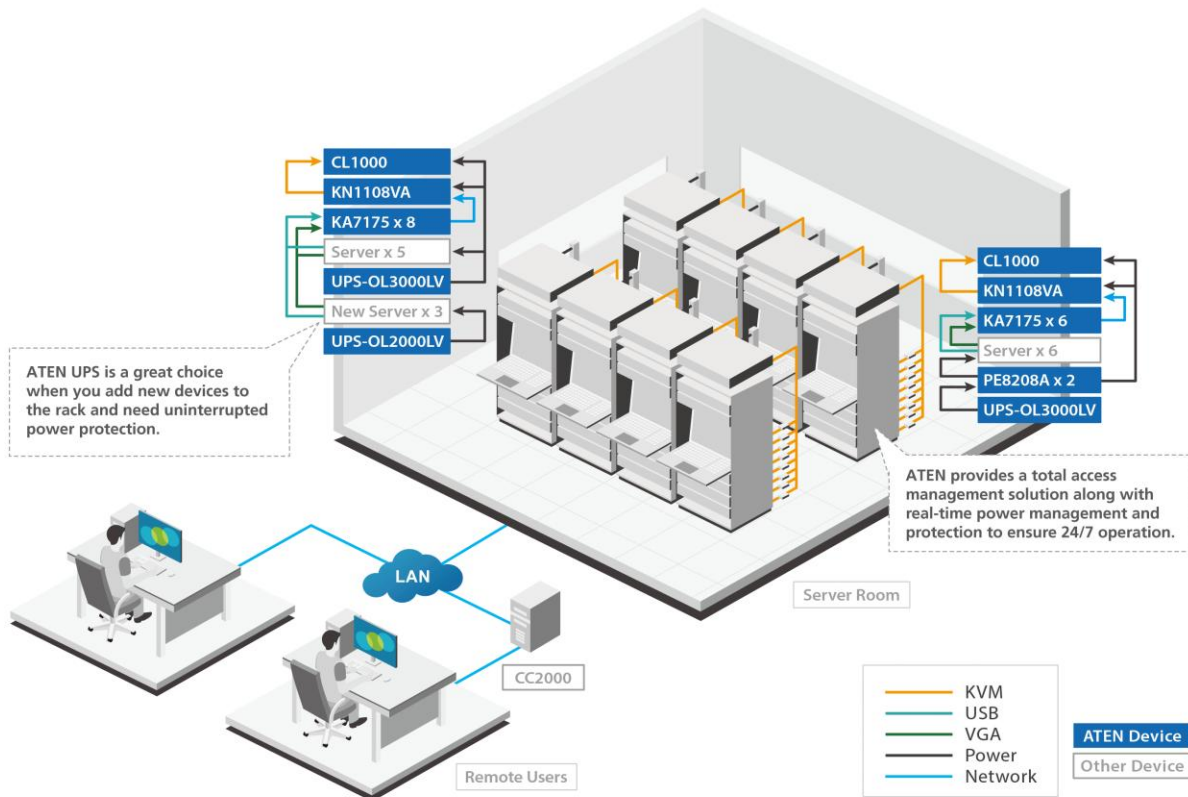 CL1000
KN1108VA
KA7175 x 8
Server x 5
UPS-OL3000LV
New Server x 3
UPS-OL2000LV
ATEN UPS is a great choice
when you add new devices to
the rack and need uninterrupted
power protection.
CL1000
KN1108VA
KA7175 x 6
Server x 6
PE8208A x 2
UPS-OL3000LV
ATEN provides a total access
management solution along with
real-time power management and
protection to ensure 24/7 operation.
Server Room
LAN
CC2000
Remote Users
KVM
USB
VGA
Power
Network
ATEN Device
Other Device